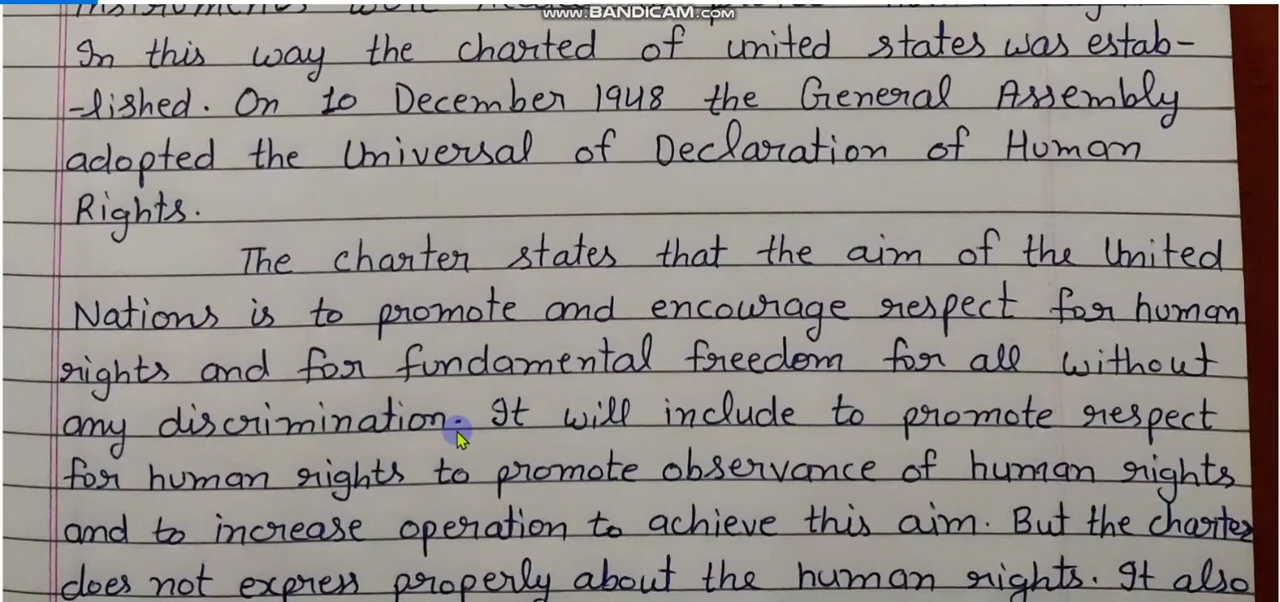 www.BANDICAM.com
In this way the charted of united states was estab-
-lished. On 10 December 1948 the General Assembly
adopted the Universal of Declaration of Human
Rights.
The charter states that the aim of the United
Nations is to promote and encourage respect for human
rights and for fundamental freedom for all without
any discrimination. It will include to promote respect
for human rights to promote observance of human rights
and to increase operation to achieve this aim. But the charter
does not express properly about the human rights. It also